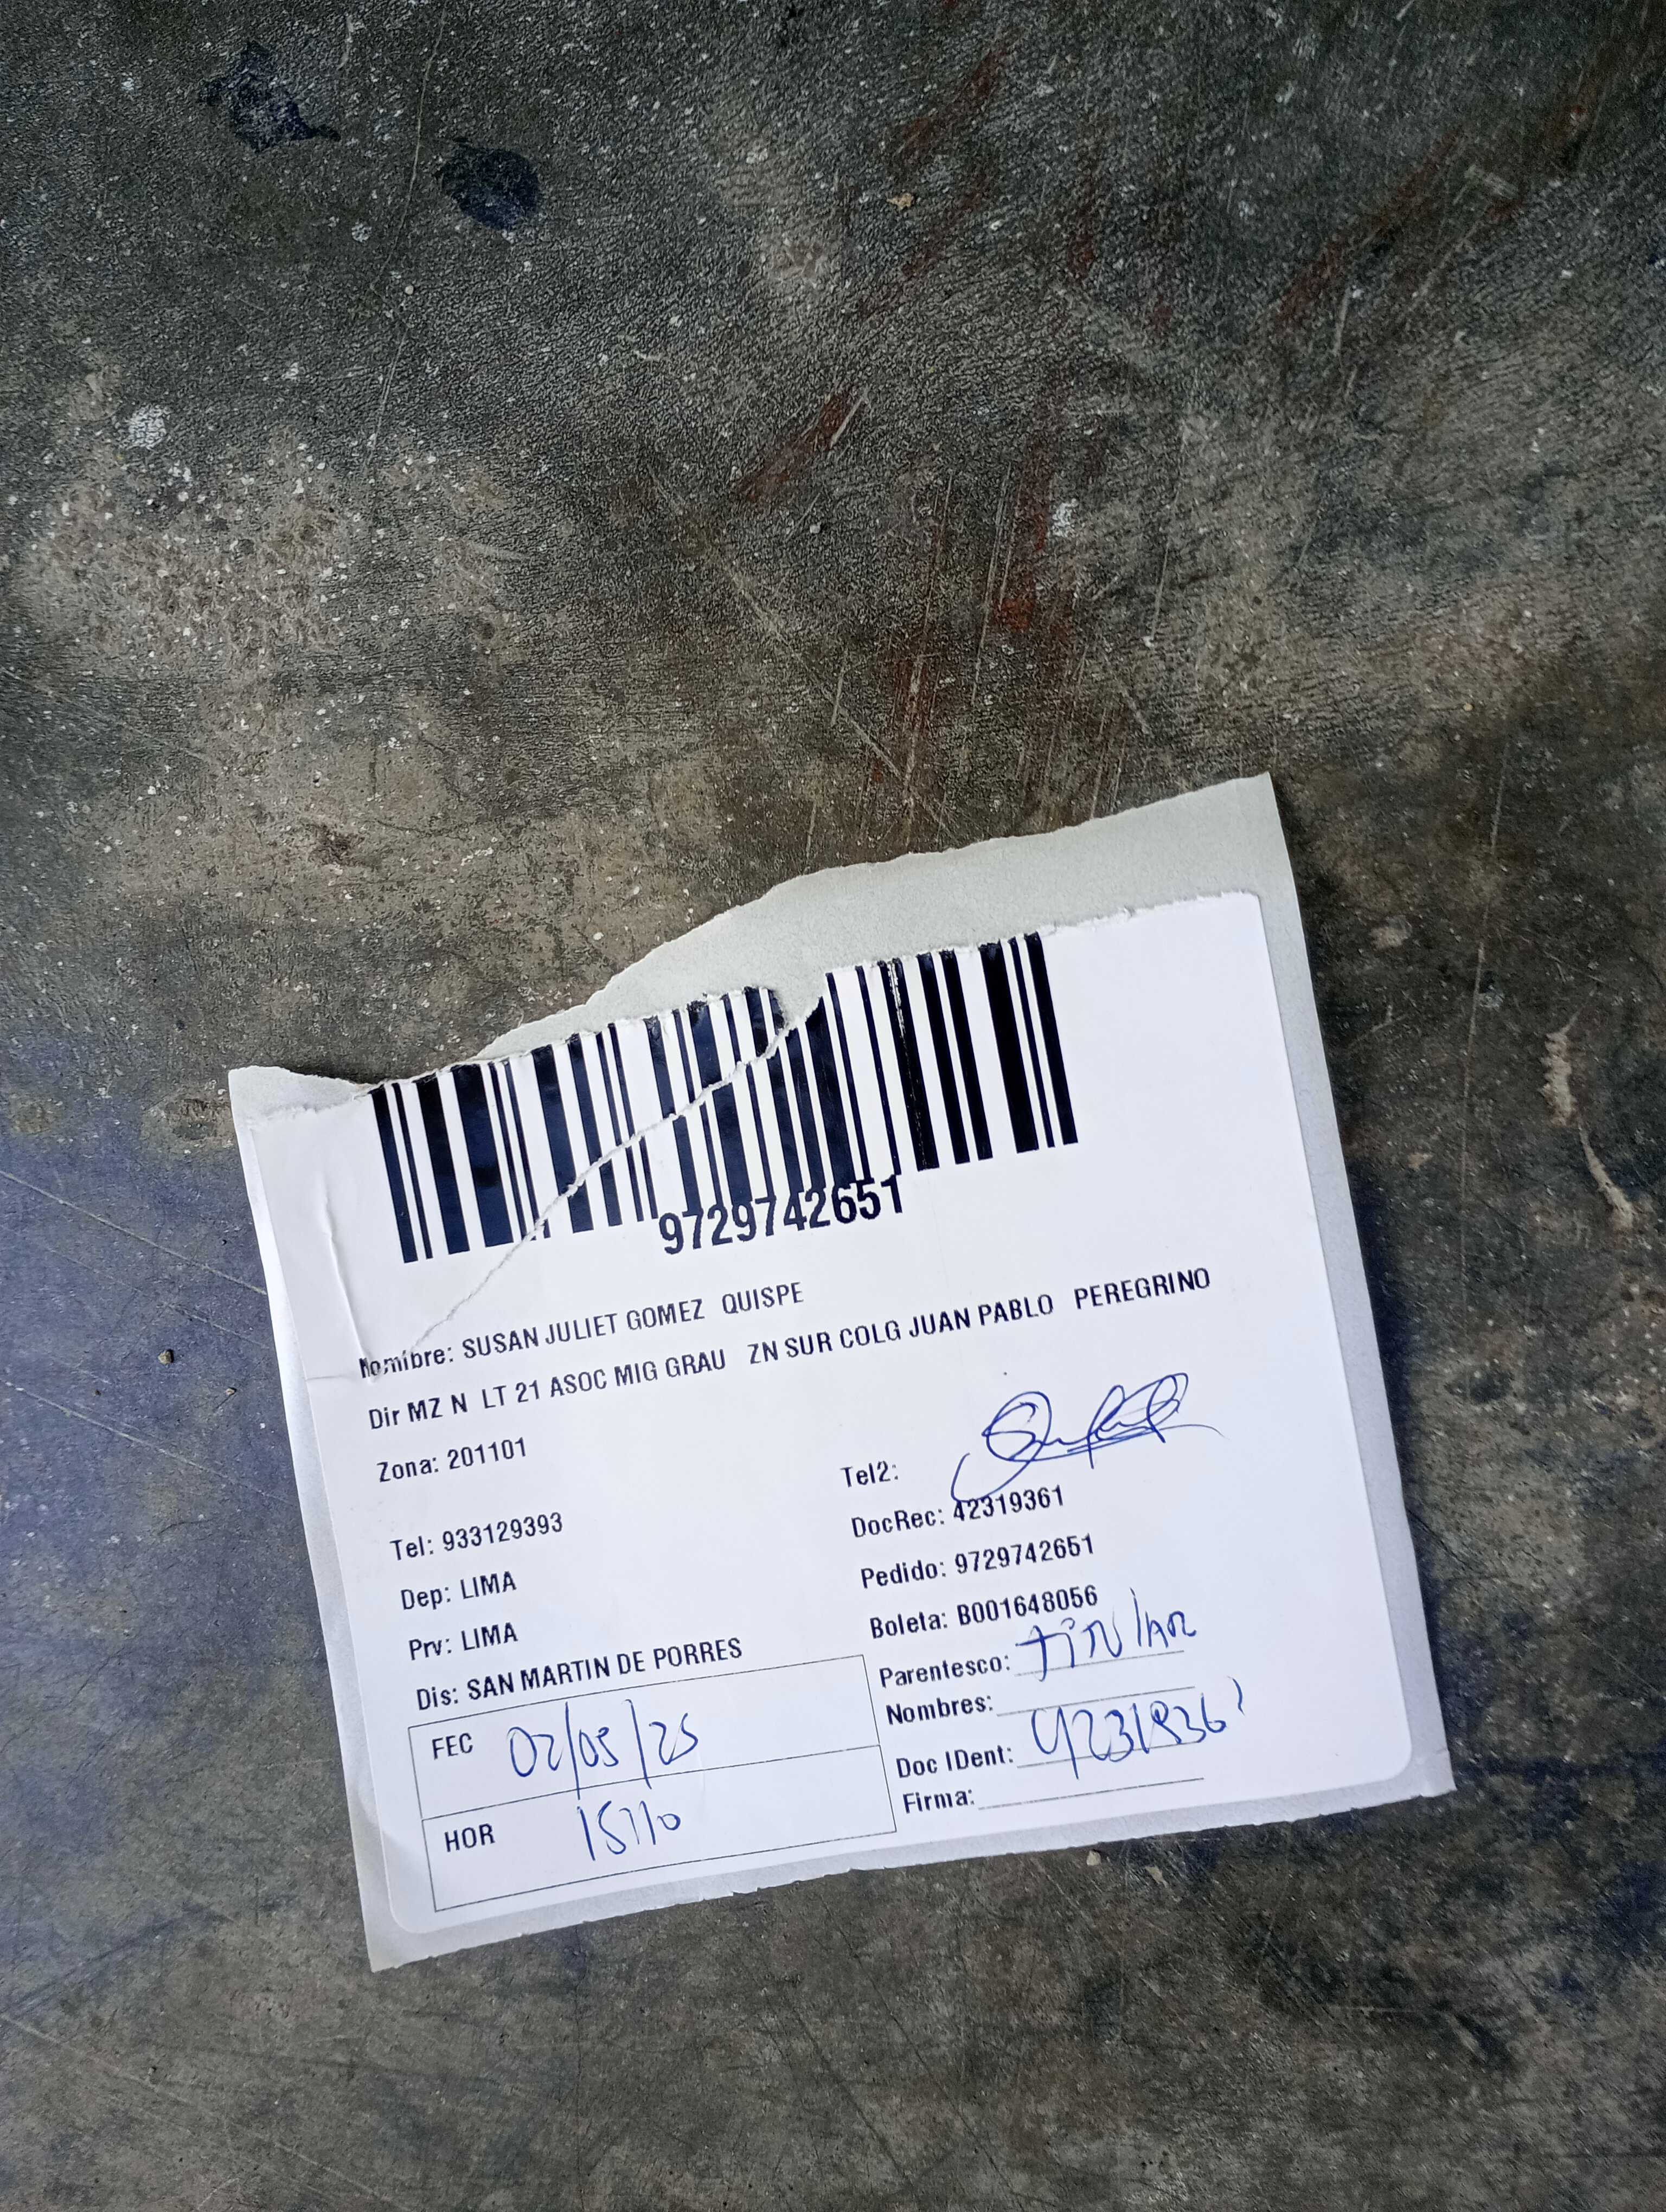 9729742651
Nombre: SUSAN JULIET GOMEZ QUISPE
Dir MZ N LT 21 ASOC MIG GRAU ZN SUR COLG JUAN PABLO PEREGRINO
Zona: 201101
Tel: 933129393
Dep: LIMA
Prv: LIMA
Dis: SAN MARTIN DE PORRES
FEC 02/05/25
HOR 15110
Tel2:
DocRec: 42319361
Pedido: 9729742651
Boleta: B001648056
Parentesco: titular
Nombres:
Doc IDent: 42319361
Firma: